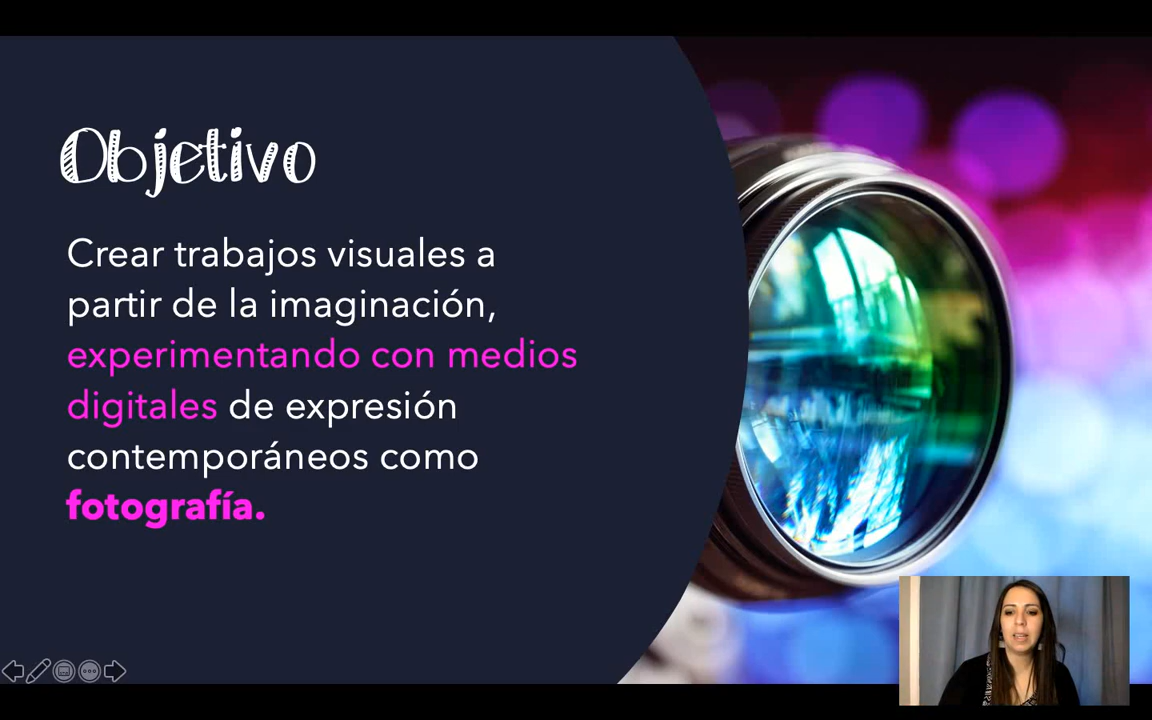 Objetivo
Crear trabajos visuales a
partir de la imaginación,
experimentando con medios
digitales de expresión
contemporáneos como
fotografía.